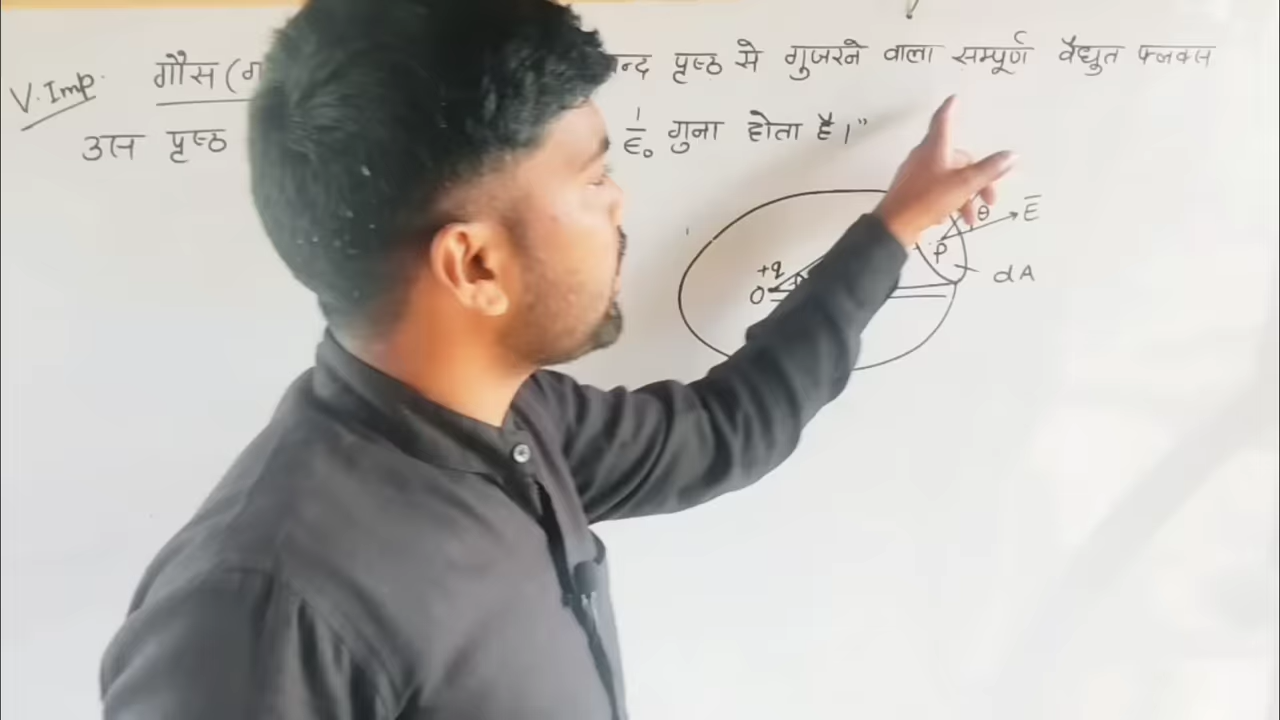 V. Imp. गौस ( पृष्ठ से गुजरने वाला सम्पूर्ण वैद्युत फ्लक्स
उस पृष्ठ 1/ε₀ गुना होता है।”
θ E̅
P
+q
dA
O